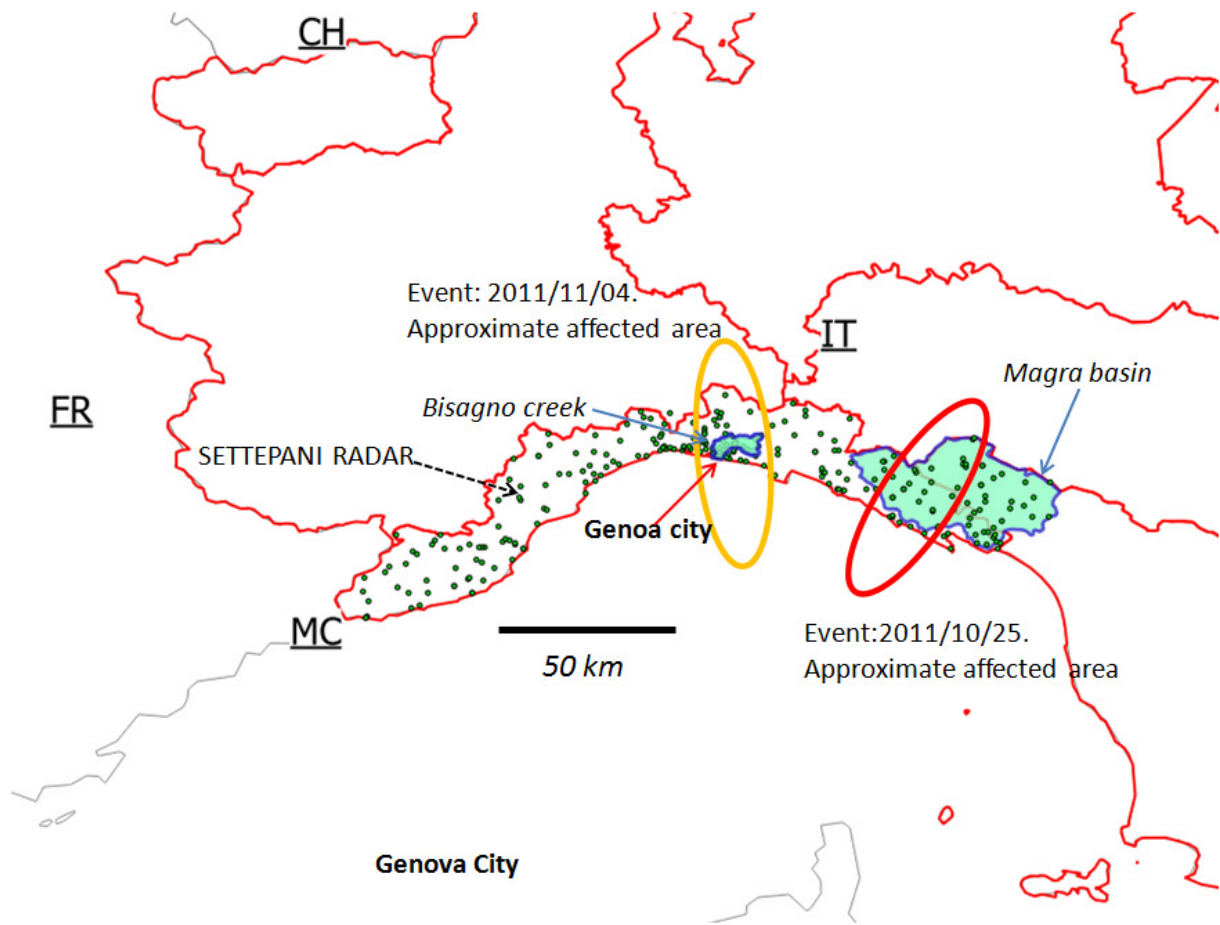 CH
Event: 2011/11/04.
Approximate affected area
IT
Magra basin
FR
Bisagno creek
SETTEPANI RADAR
Genoa city
MC
50 km
Event:2011/10/25.
Approximate affected area
Genova City